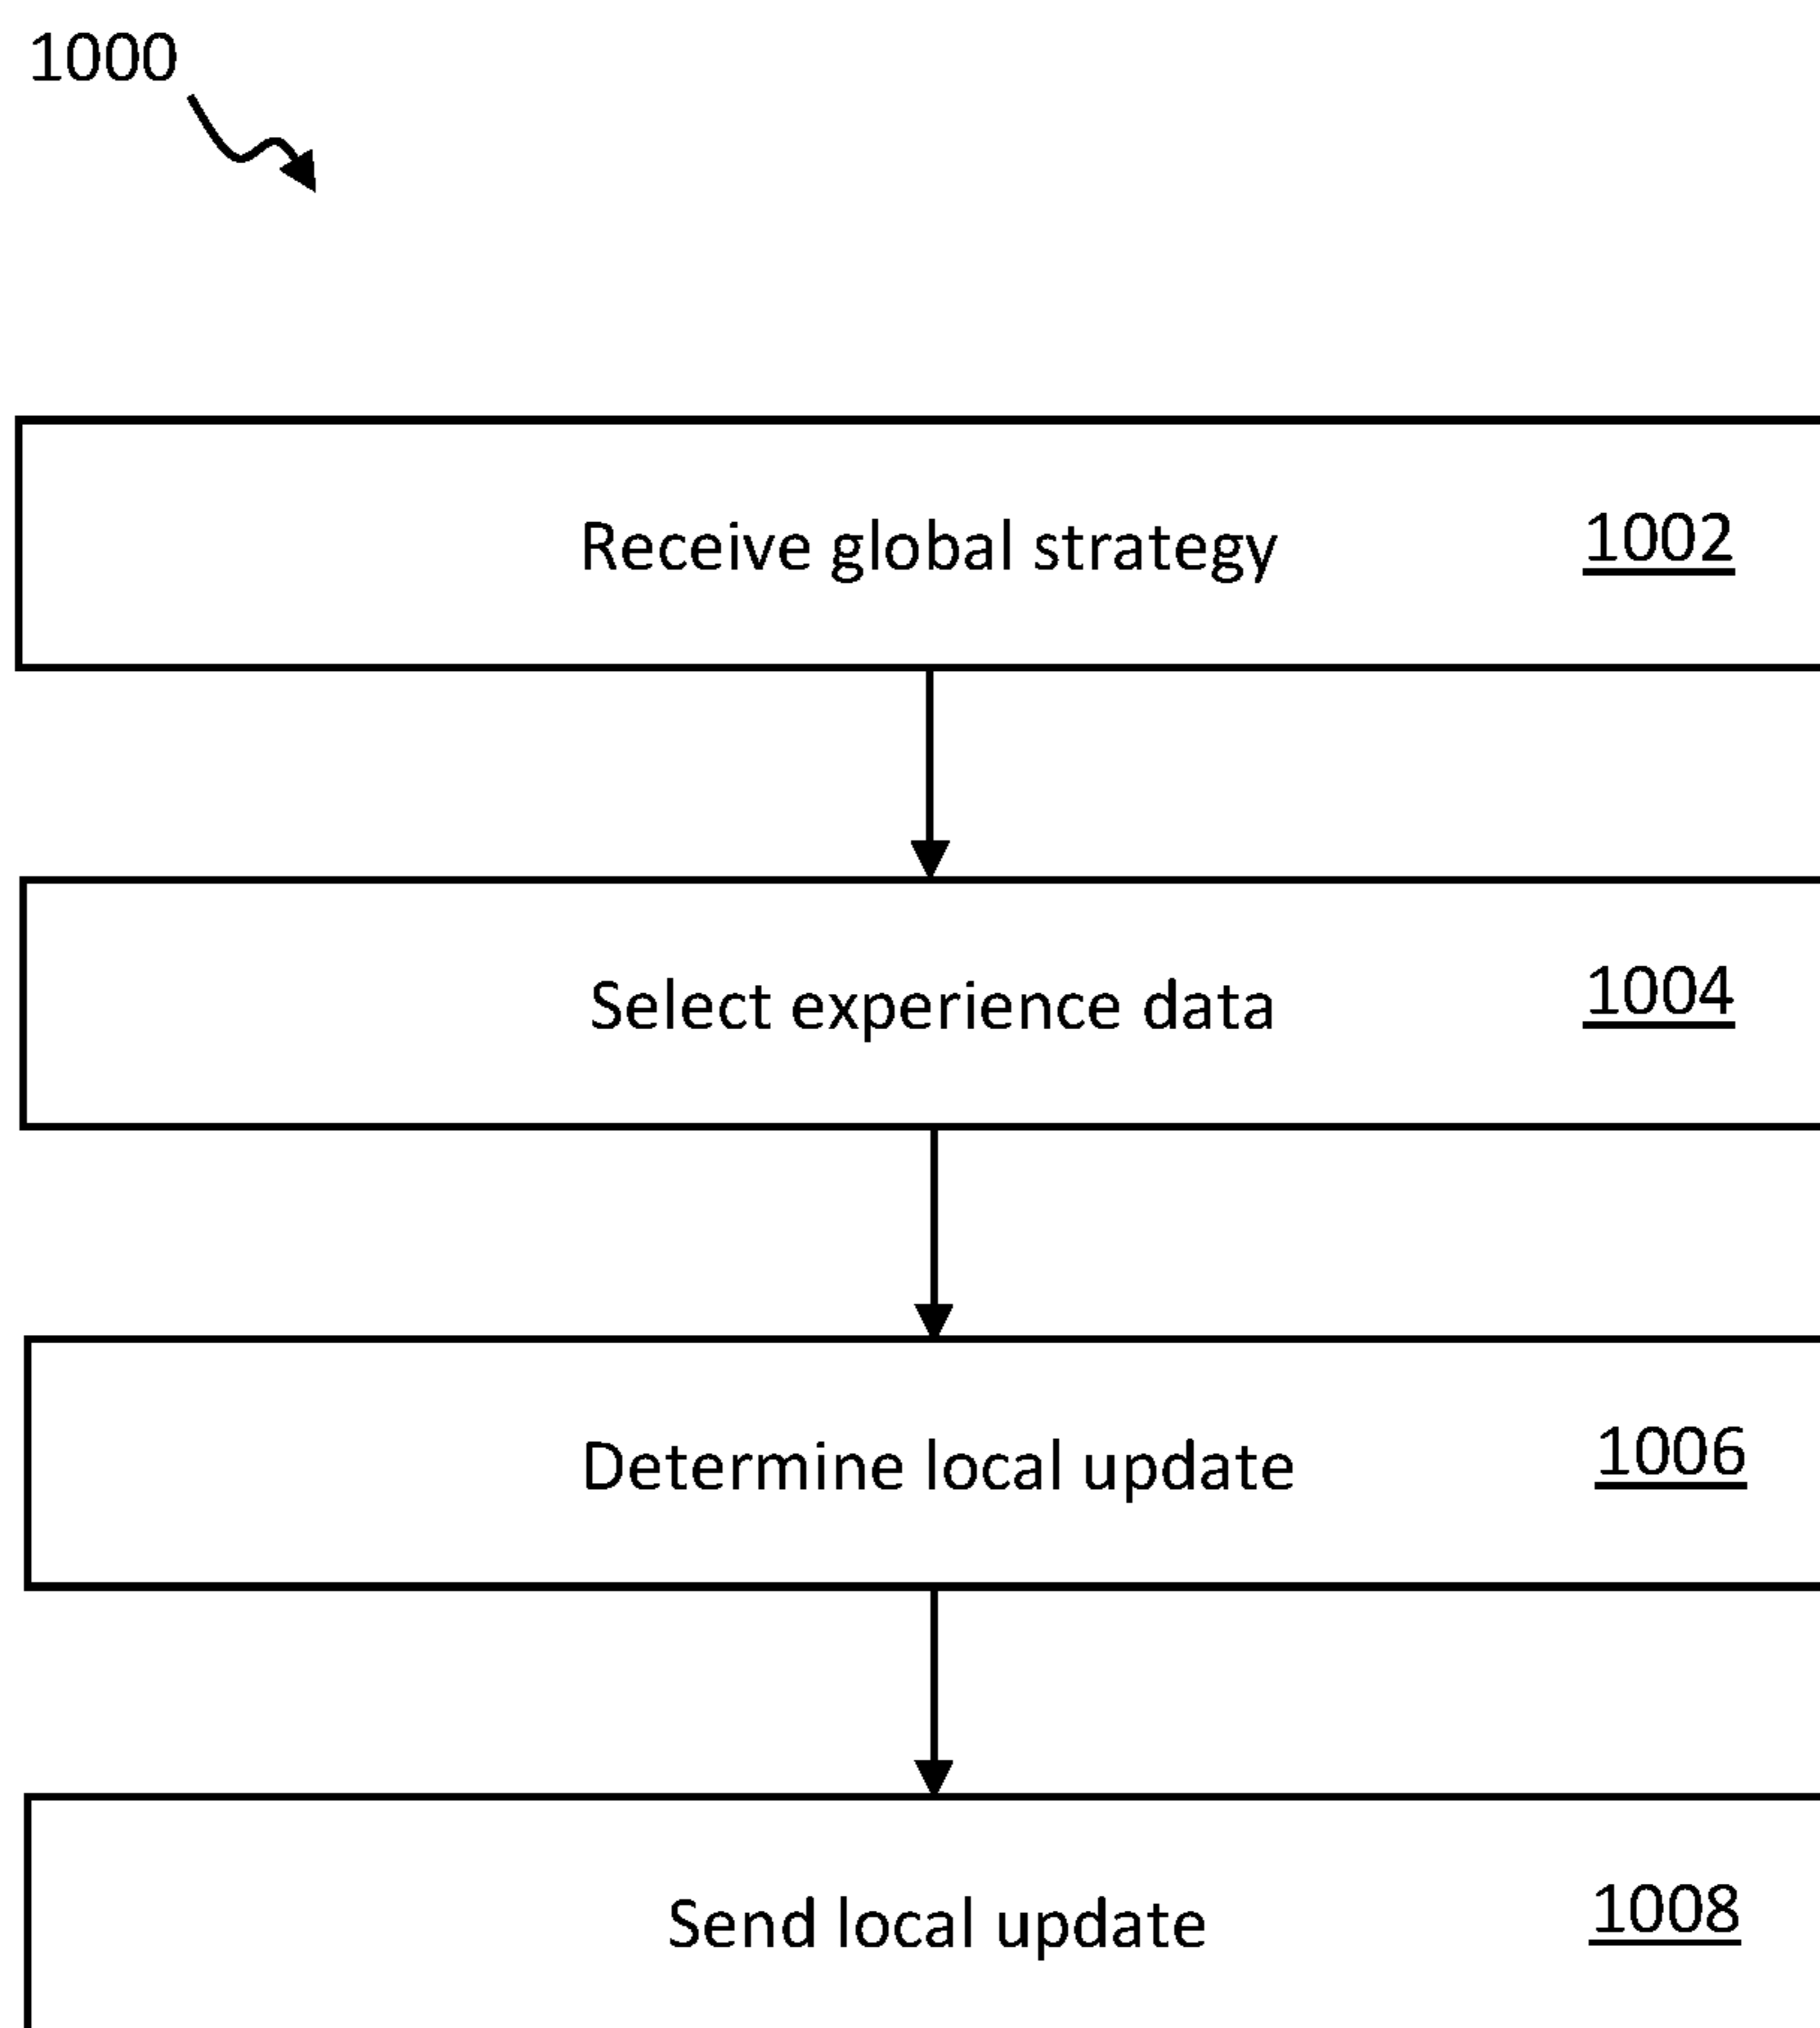 1000
Receive global strategy 1002
Select experience data 1004
Determine local update 1006
Send local update 1008